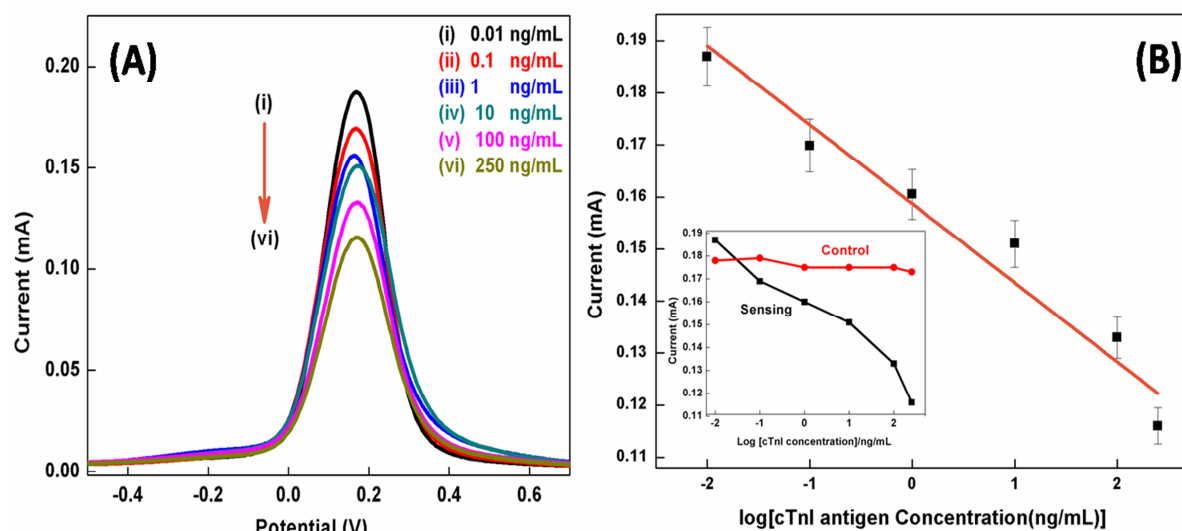 (A)
(i) 0.01 ng/mL
(ii) 0.1 ng/mL
(iii) 1 ng/mL
(iv) 10 ng/mL
(v) 100 ng/mL
(vi) 250 ng/mL
(i)
(vi)
Current (mA)
0.20
0.15
0.10
0.05
0.00
-0.4 -0.2 0.0 0.2 0.4 0.6
Potential (V)
(B)
Current (mA)
0.19
0.18
0.17
0.16
0.15
0.14
0.13
0.12
0.11
-2 -1 0 1 2
log[cTnI antigen Concentration(ng/mL)]
Control
Sensing
Current (mA)
0.19
0.18
0.17
0.16
0.15
0.14
0.13
0.12
0.11
-2 -1 0 1 2
Log [cTnI concentration]/ng/mL